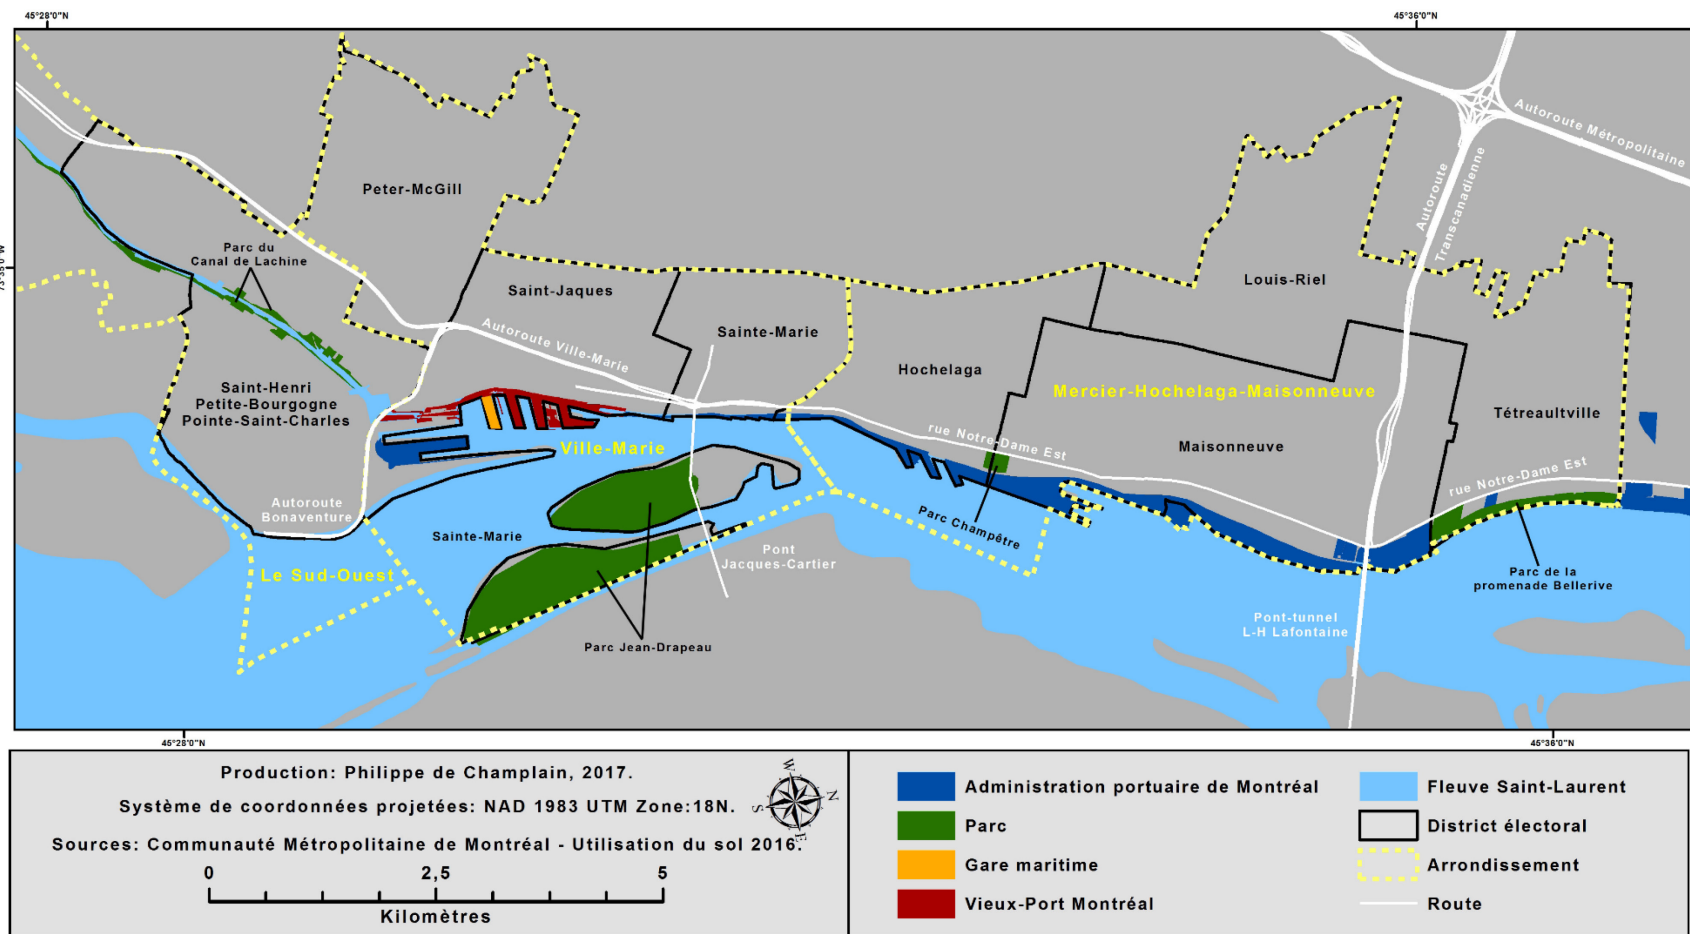 45°28'0"N
45°36'0"N
73°35'0"W
Autoroute Métropolitaine
Autoroute
Transcanadienne
Peter-McGill
Parc du
Canal de Lachine
Saint-Jaques
Louis-Riel
Autoroute Ville-Marie
Sainte-Marie
Hochelaga
Saint-Henri
Petite-Bourgogne
Pointe-Saint-Charles
Mercier-Hochelaga-Maisonneuve
Tétreaultville
rue Notre-Dame Est
Ville-Marie
Maisonneuve
rue Notre-Dame Est
Autoroute
Bonaventure
Parc Champêtre
Sainte-Marie
Pont
Jacques-Cartier
Le Sud-Ouest
Parc de la
promenade Bellerive
Pont-tunnel
L-H Lafontaine
Parc Jean-Drapeau
45°28'0"N
45°36'0"N
Production: Philippe de Champlain, 2017.
Système de coordonnées projetées: NAD 1983 UTM Zone:18N.
Sources: Communauté Métropolitaine de Montréal - Utilisation du sol 2016.
W
N
S
E
0 2,5 5
Kilomètres
Administration portuaire de Montréal
Parc
Gare maritime
Vieux-Port Montréal
Fleuve Saint-Laurent
District électoral
Arrondissement
Route